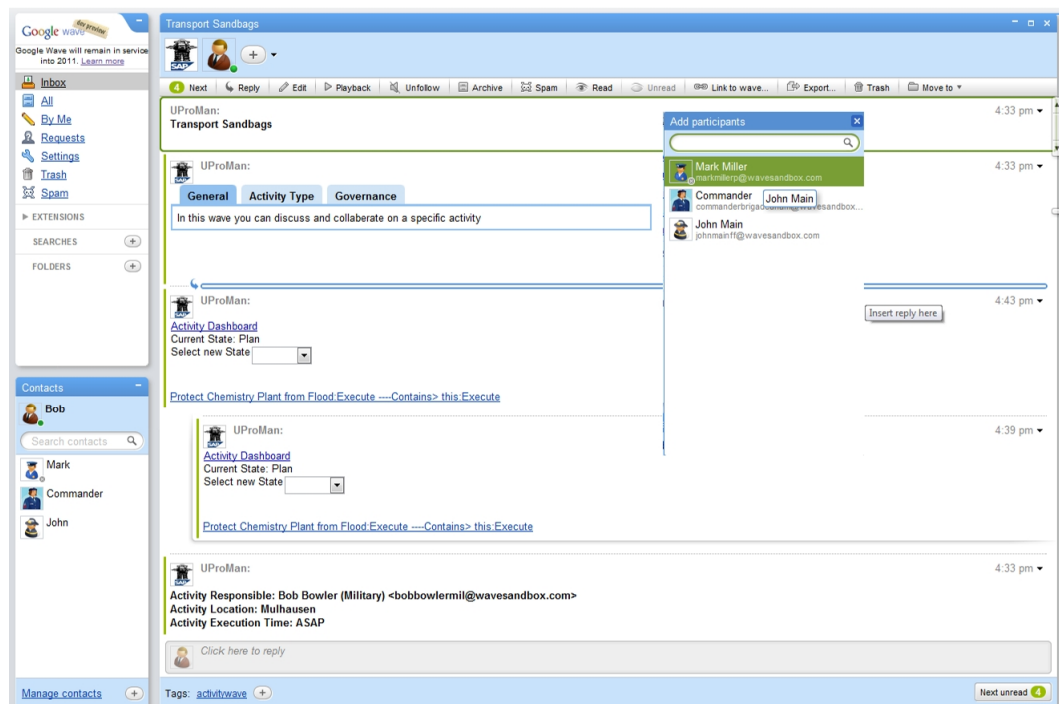 Google wave dev preview
Google Wave will remain in service
into 2011. Learn more
Inbox
All
By Me
Requests
Settings
Trash
Spam
EXTENSIONS
SEARCHES
FOLDERS
Contacts
Bob
Search contacts
Mark
Commander
John
Manage contacts
Transport Sandbags
SAP
4 Next Reply Edit Playback Unfollow Archive Spam Read Unread Link to wave... Export... Trash Move to
UProMan: 4:33 pm
Transport Sandbags
Add participants
Mark Miller
markmillerp@wavesandbox.com
Commander
John Main
John Main
johnmainff@wavesandbox.com
SAP
UProMan: 4:33 pm
General Activity Type Governance
In this wave you can discuss and collaberate on a specific activity
SAP
UProMan: 4:43 pm
Insert reply here
Activity Dashboard
Current State: Plan
Select new State
Protect Chemistry Plant from Flood:Execute ----Contains> this:Execute
SAP
UProMan: 4:39 pm
Activity Dashboard
Current State: Plan
Select new State
Protect Chemistry Plant from Flood:Execute ----Contains> this:Execute
SAP
UProMan: 4:33 pm
Activity Responsible: Bob Bowler (Military) <bobbowlermil@wavesandbox.com>
Activity Location: Mulhausen
Activity Execution Time: ASAP
Click here to reply
Tags: activitywave
Next unread 4